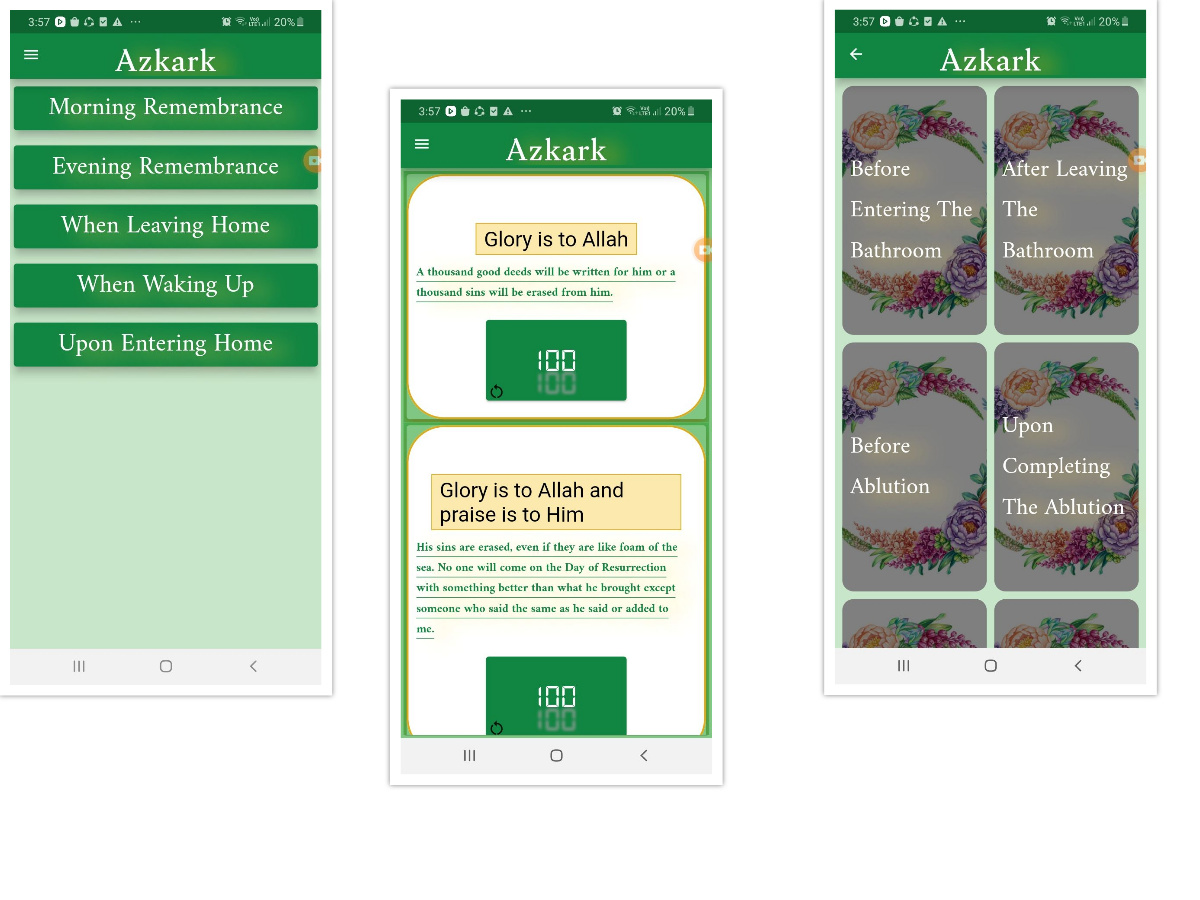 3:57 20%
Azkark
Morning Remembrance
Evening Remembrance
When Leaving Home
When Waking Up
Upon Entering Home
3:57 20%
Azkark
Glory is to Allah
A thousand good deeds will be written for him or a
thousand sins will be erased from him.
100
Glory is to Allah and
praise is to Him
His sins are erased, even if they are like foam of the
sea. No one will come on the Day of Resurrection
with something better than what he brought except
someone who said the same as he said or added to
me.
100
3:57 20%
Azkark
Before
Entering The
Bathroom
After Leaving
The
Bathroom
Before
Ablution
Upon
Completing
The Ablution